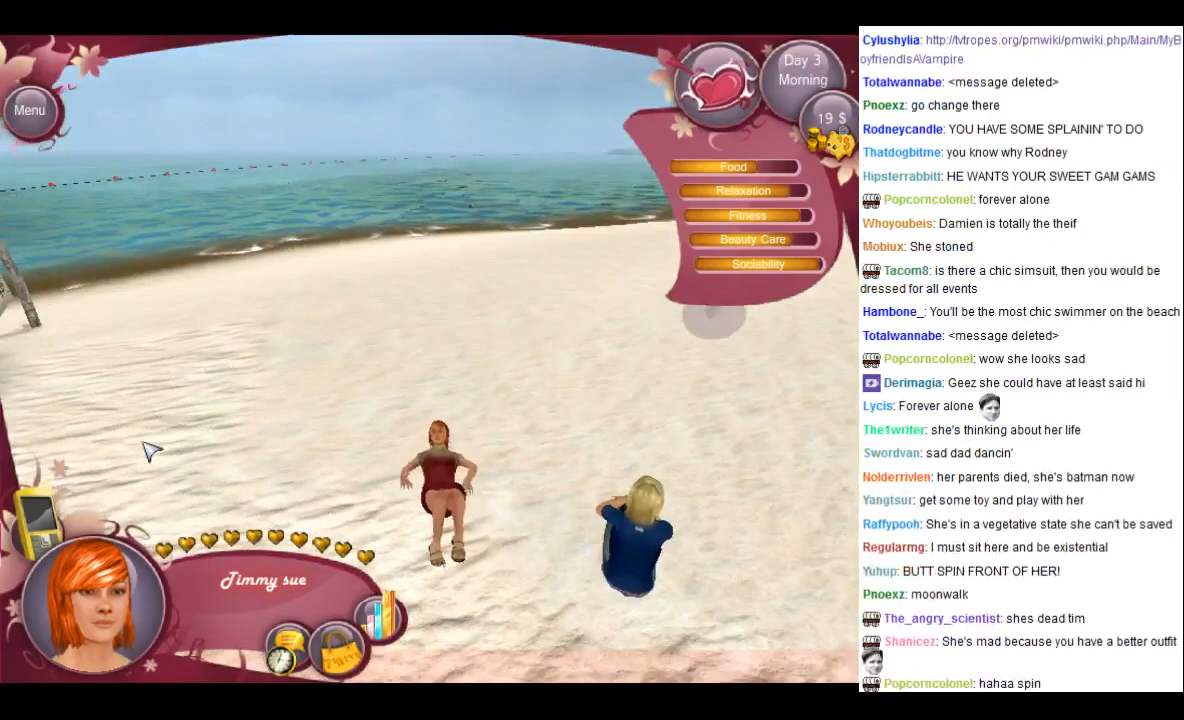 Menu
Day 3
Morning
19 $
Food
Relaxation
Fitness
Beauty Care
Sociability
Jimmy sue
Cylushylia: http://tvtropes.org/pmwiki/pmwiki.php/Main/MyB
oyfriendIsAVampire
Totalwannabe: <message deleted>
Pnoexz: go change there
Rodneycandle: YOU HAVE SOME SPLAININ' TO DO
Thatdogbitme: you know why Rodney
Hipsterrabbitt: HE WANTS YOUR SWEET GAM GAMS
Popcorncolonel: forever alone
Whoyoubeis: Damien is totally the theif
Mobiux: She stoned
Tacom8: is there a chic simsuit, then you would be
dressed for all events
Hambone_: You'll be the most chic swimmer on the beach
Totalwannabe: <message deleted>
Popcorncolonel: wow she looks sad
Derimagia: Geez she could have at least said hi
Lycis: Forever alone
The1writer: she's thinking about her life
Swordvan: sad dad dancin'
Noiderrivlen: her parents died, she's batman now
Yangtsur: get some toy and play with her
Raffypooh: She's in a vegetative state she can't be saved
Regularmg: I must sit here and be existential
Yuhup: BUTT SPIN FRONT OF HER!
Pnoexz: moonwalk
The_angry_scientist: shes dead tim
Shanicez: She's mad because you have a better outfit
Popcorncolonel: hahaa spin